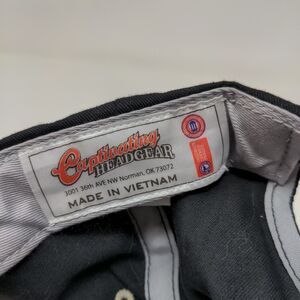 Captivating
HEADGEAR
3001 36th AVE NW Norman, OK 73072
MADE IN VIETNAM